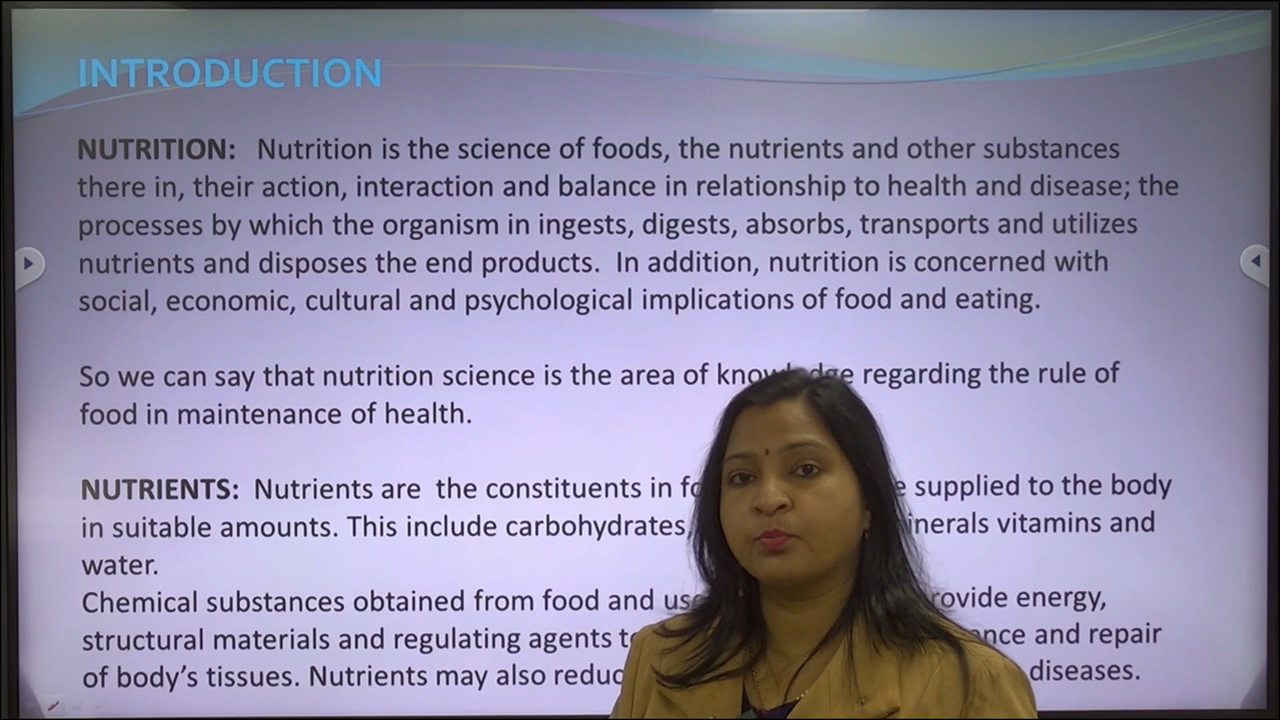 INTRODUCTION
NUTRITION: Nutrition is the science of foods, the nutrients and other substances
there in, their action, interaction and balance in relationship to health and disease; the
processes by which the organism in ingests, digests, absorbs, transports and utilizes
nutrients and disposes the end products. In addition, nutrition is concerned with
social, economic, cultural and psychological implications of food and eating.
So we can say that nutrition science is the area of knowledge regarding the rule of
food in maintenance of health.
NUTRIENTS: Nutrients are the constituents in supplied to the body
in suitable amounts. This include carbohydrates, minerals vitamins and
water.
Chemical substances obtained from food and provide energy,
structural materials and regulating agents and repair
of body's tissues. Nutrients may also diseases.